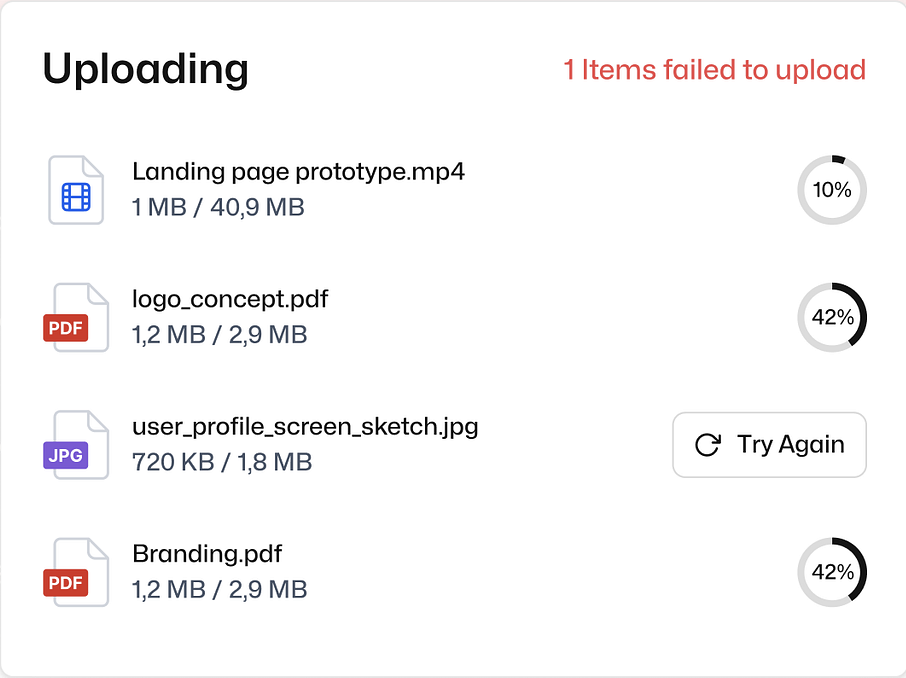 Uploading
1 Items failed to upload
Landing page prototype.mp4
1 MB / 40,9 MB
10%
PDF
logo_concept.pdf
1,2 MB / 2,9 MB
42%
JPG
user_profile_screen_sketch.jpg
720 KB / 1,8 MB
Try Again
PDF
Branding.pdf
1,2 MB / 2,9 MB
42%